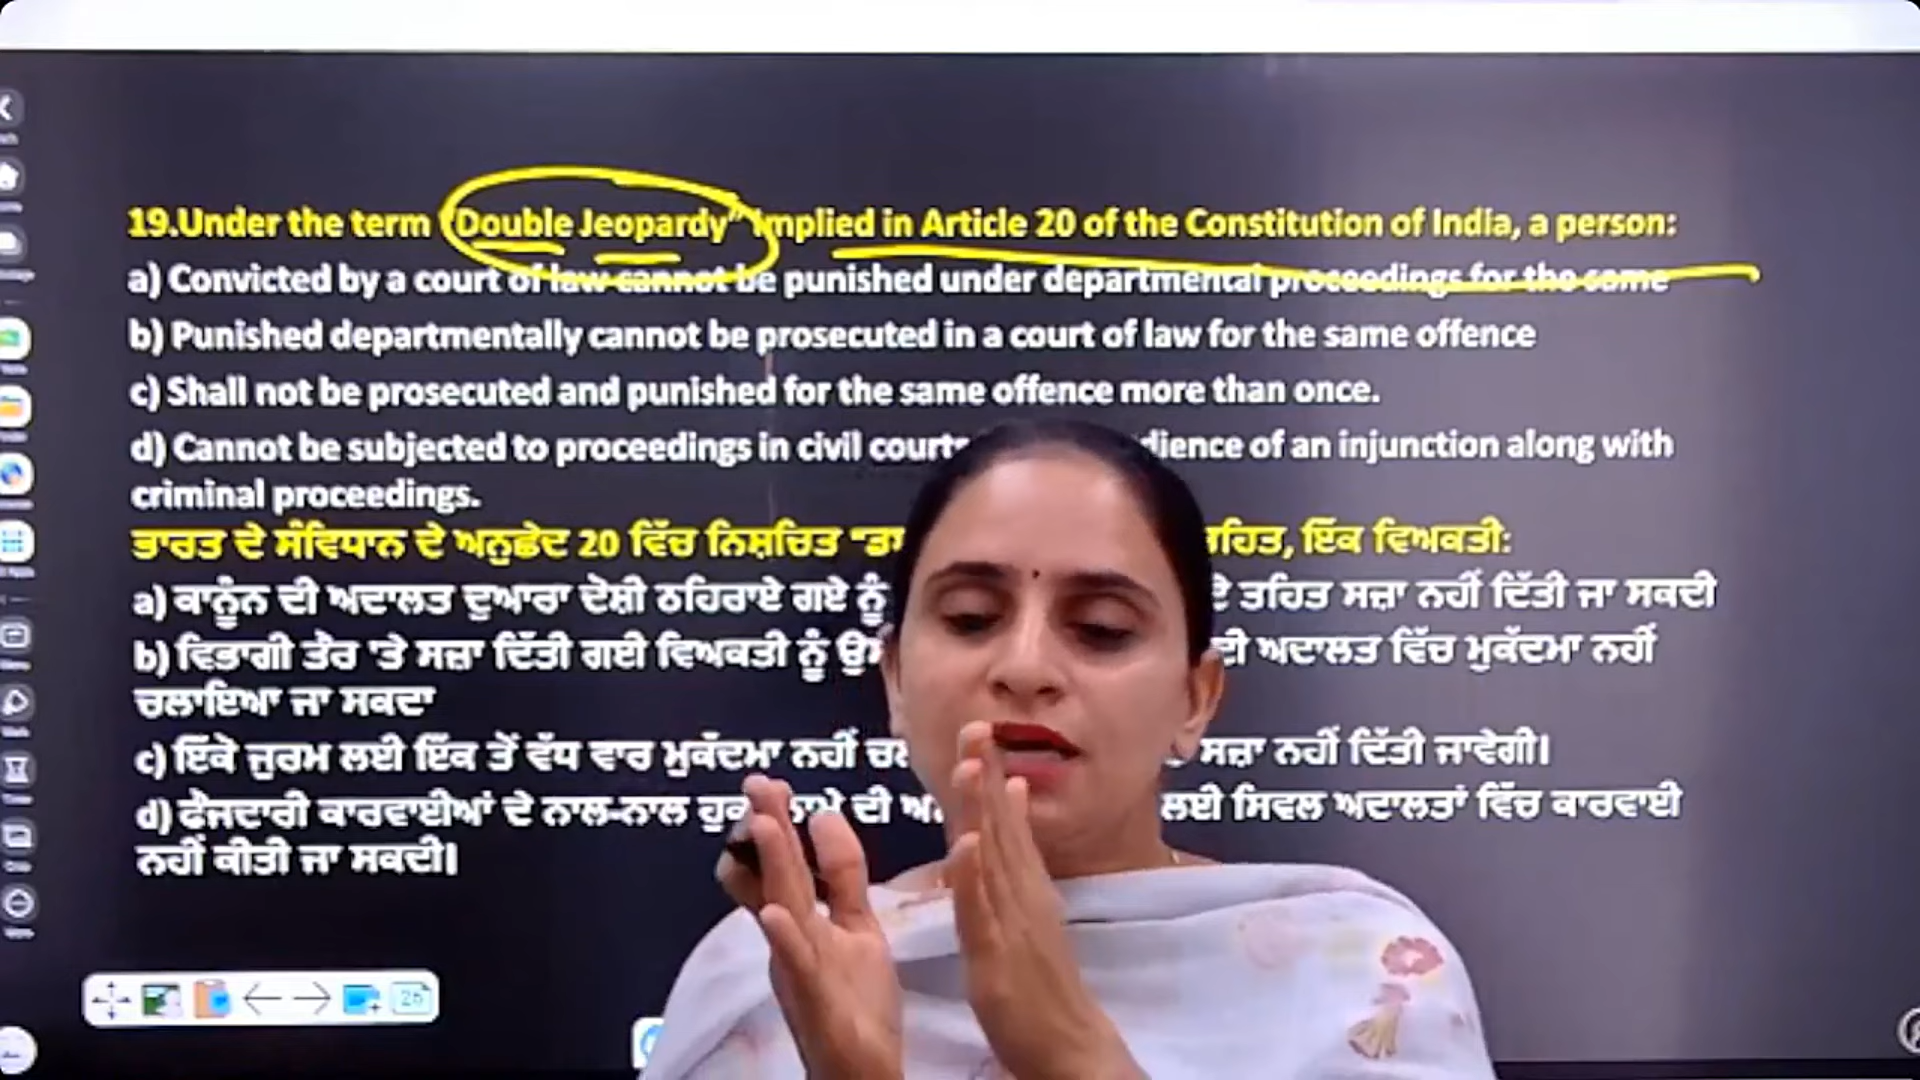 19.Under the term "Double Jeopardy" implied in Article 20 of the Constitution of India, a person:
a) Convicted by a court of law cannot be punished under departmental proceedings for the same
b) Punished departmentally cannot be prosecuted in a court of law for the same offence
c) Shall not be prosecuted and punished for the same offence more than once.
d) Cannot be subjected to proceedings in civil courts of an injunction along with
criminal proceedings.
ਭਾਰਤ ਦੇ ਸੰਵਿਧਾਨ ਦੇ ਅਨੁਛੇਦ 20 ਵਿੱਚ ਨਿਸ਼ਚਿਤ ਇੱਕ ਵਿਅਕਤੀ:
a) ਕਾਨੂੰਨ ਦੀ ਅਦਾਲਤ ਦੁਆਰਾ ਦੋਸ਼ੀ ਠਹਿਰਾਏ ਗਏ ਨੂੰ ਦੇ ਤਹਿਤ ਸਜ਼ਾ ਨਹੀਂ ਦਿੱਤੀ ਜਾ ਸਕਦੀ
b) ਵਿਭਾਗੀ ਤੌਰ 'ਤੇ ਸਜ਼ਾ ਦਿੱਤੀ ਗਈ ਵਿਅਕਤੀ ਨੂੰ ਦੀ ਅਦਾਲਤ ਵਿੱਚ ਮੁਕੱਦਮਾ ਨਹੀਂ
ਚਲਾਇਆ ਜਾ ਸਕਦਾ
c) ਇੱਕੋ ਜੁਰਮ ਲਈ ਇੱਕ ਤੋਂ ਵੱਧ ਵਾਰ ਮੁਕੱਦਮਾ ਨਹੀਂ ਸਜ਼ਾ ਨਹੀਂ ਦਿੱਤੀ ਜਾਵੇਗੀ।
d) ਫੌਜਦਾਰੀ ਕਾਰਵਾਈਆਂ ਦੇ ਨਾਲ-ਨਾਲ ਦੀ ਲਈ ਸਿਵਲ ਅਦਾਲਤਾਂ ਵਿੱਚ ਕਾਰਵਾਈ
ਨਹੀਂ ਕੀਤੀ ਜਾ ਸਕਦੀ।
26